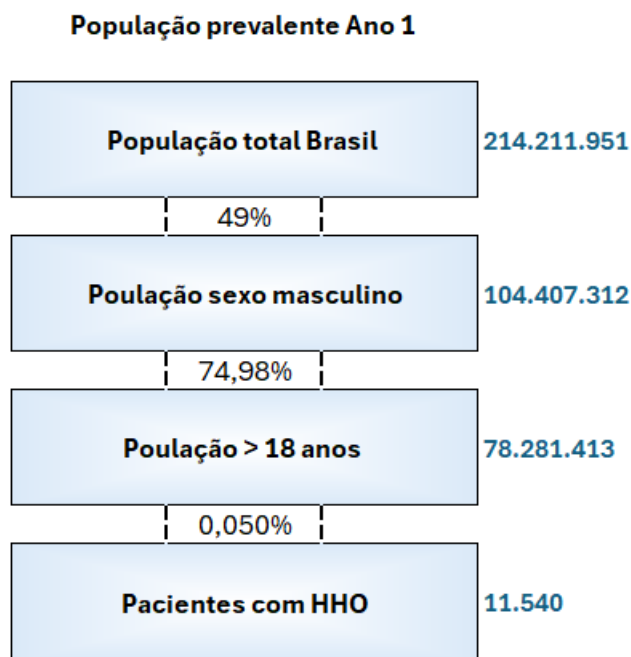 População prevalente Ano 1
População total Brasil 214.211.951
49%
Poulação sexo masculino 104.407.312
74,98%
Poulação > 18 anos 78.281.413
0,050%
Pacientes com HHO 11.540